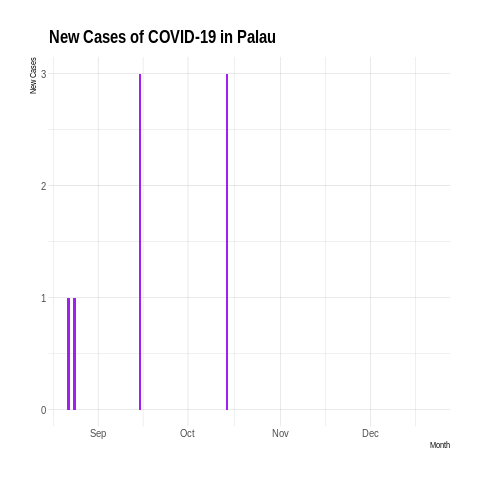 New Cases of COVID-19 in Palau
New Cases
3
2
1
0
Sep Oct Nov Dec
Month